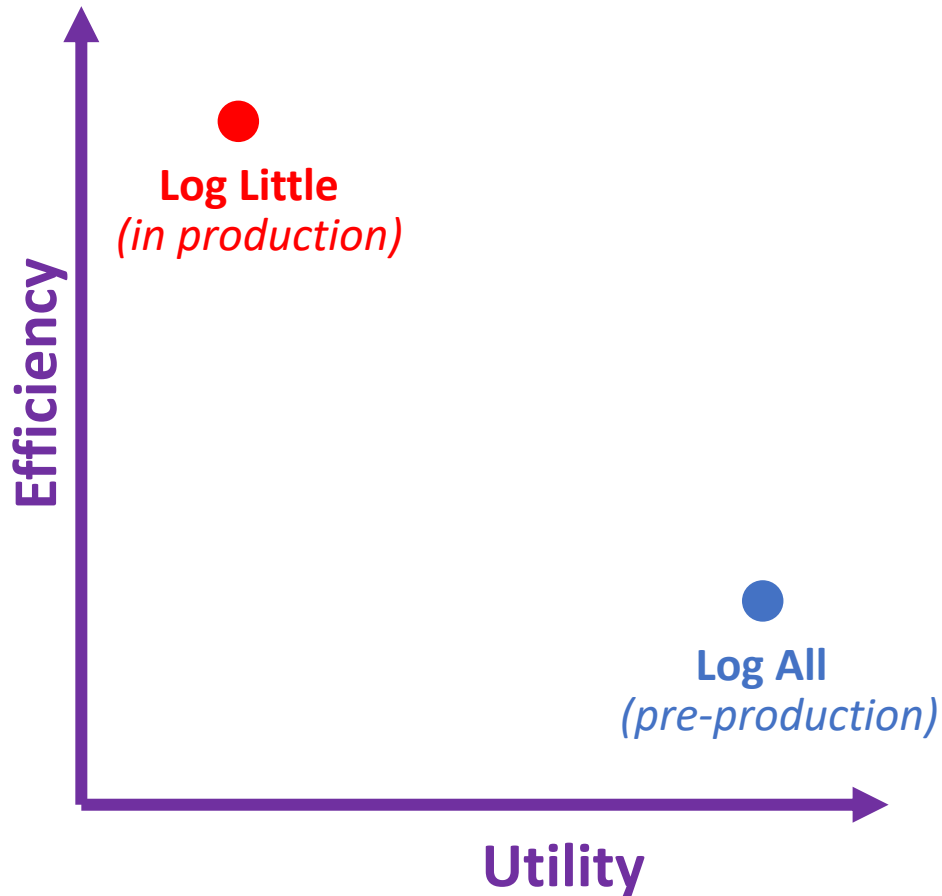 Log Little
(in production)
Efficiency
Log All
(pre-production)
Utility